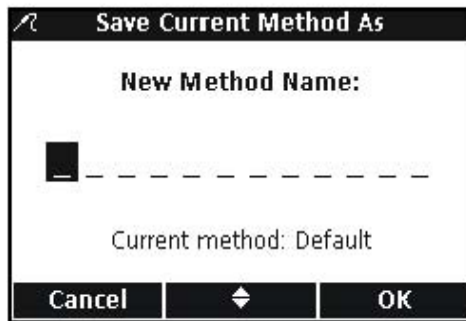 Save Current Method As
New Method Name:
_ _ _ _ _ _ _ _ _ _ _ _
Current method: Default
Cancel
OK